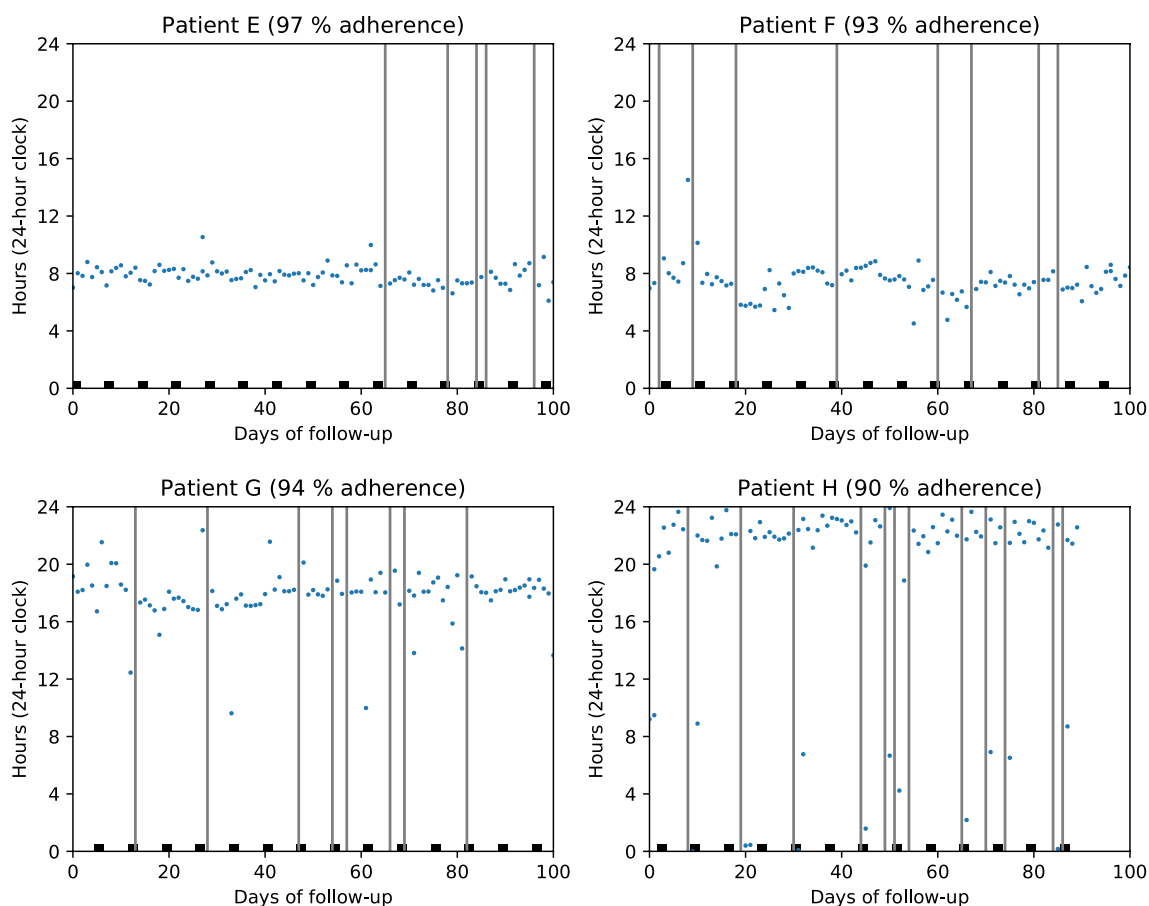 Patient E (97 % adherence)
24
20
16
12
8
4
0
Hours (24-hour clock)
0 20 40 60 80 100
Days of follow-up
Patient F (93 % adherence)
24
20
16
12
8
4
0
Hours (24-hour clock)
0 20 40 60 80 100
Days of follow-up
Patient G (94 % adherence)
24
20
16
12
8
4
0
Hours (24-hour clock)
0 20 40 60 80 100
Days of follow-up
Patient H (90 % adherence)
24
20
16
12
8
4
0
Hours (24-hour clock)
0 20 40 60 80 100
Days of follow-up